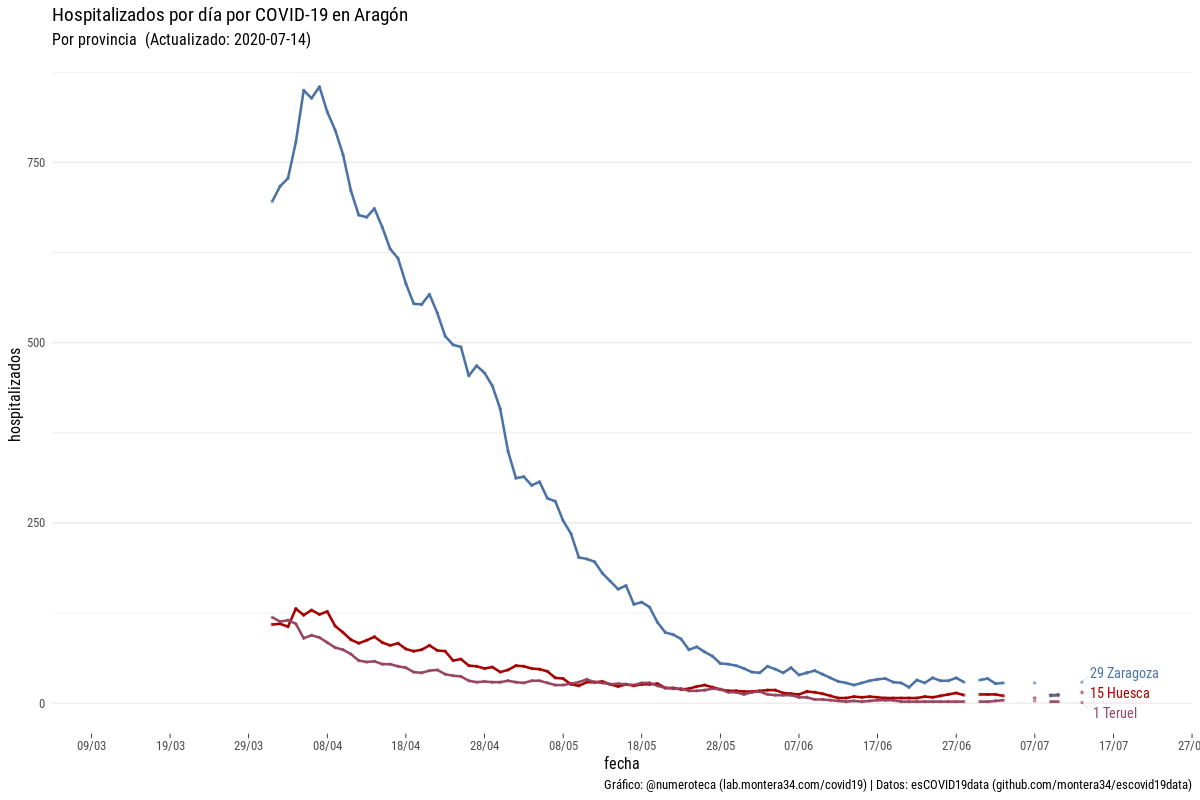 Hospitalizados por día por COVID-19 en Aragón
Por provincia  (Actualizado: 2020-07-14)
hospitalizados
750
500
250
0
29 Zaragoza
15 Huesca
1 Teruel
09/03 19/03 29/03 08/04 18/04 28/04 08/05 18/05 28/05 07/06 17/06 27/06 07/07 17/07 27/0
fecha
Gráfico: @numeroteca (lab.montera34.com/covid19) | Datos: esCOVID19data (github.com/montera34/escovid19data)